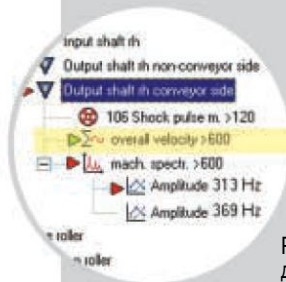 input shaft rh
Output shaft rh non-conveyor side
Output shaft rh conveyor side
106 Shock pulse m. >120
overall velocity >600
mach. spectr. >600
Amplitude 313 Hz
Amplitude 369 Hz
roller
roller